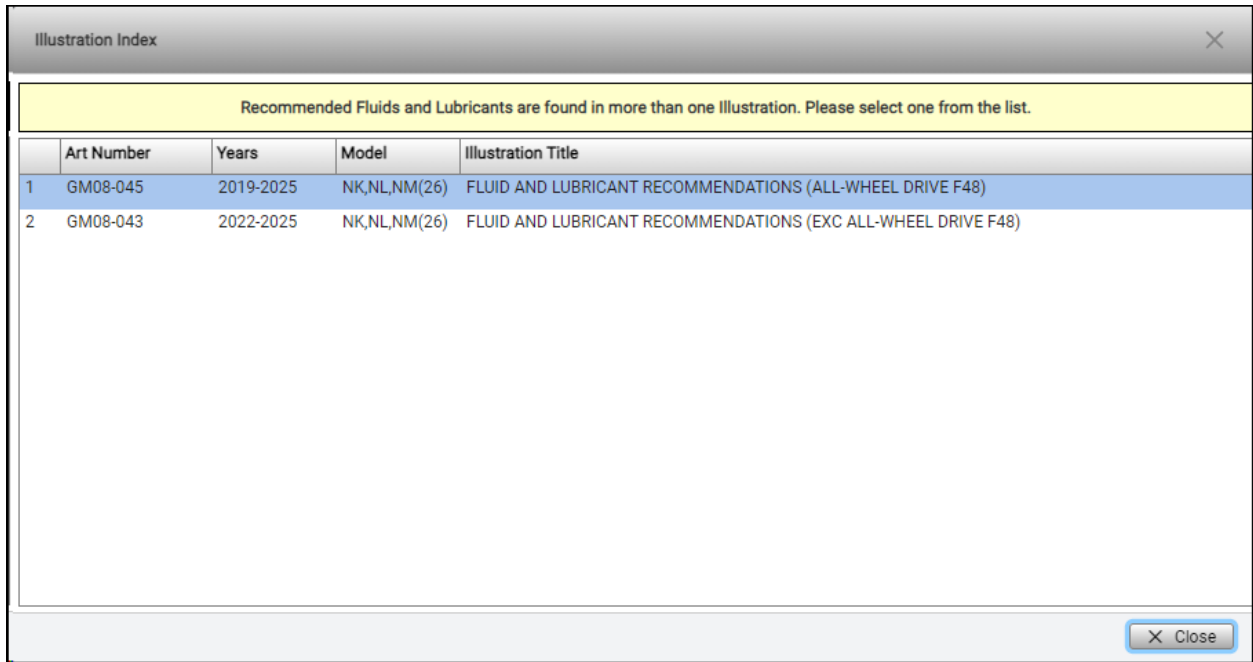 Illustration Index
Recommended Fluids and Lubricants are found in more than one Illustration. Please select one from the list.
Art Number Years Model Illustration Title
1 GM08-045 2019-2025 NK,NL,NM(26) FLUID AND LUBRICANT RECOMMENDATIONS (ALL-WHEEL DRIVE F48)
2 GM08-043 2022-2025 NK,NL,NM(26) FLUID AND LUBRICANT RECOMMENDATIONS (EXC ALL-WHEEL DRIVE F48)
Close